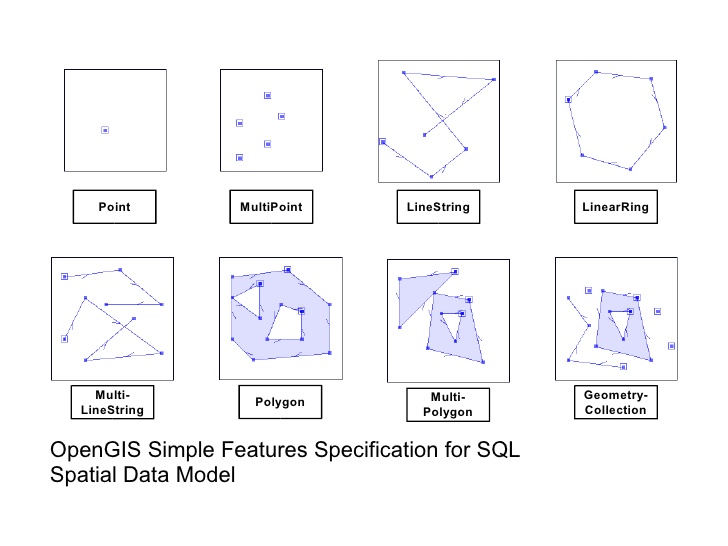 Point
MultiPoint
LineString
LinearRing
Multi-
LineString
Polygon
Multi-
Polygon
Geometry-
Collection
OpenGIS Simple Features Specification for SQL
Spatial Data Model